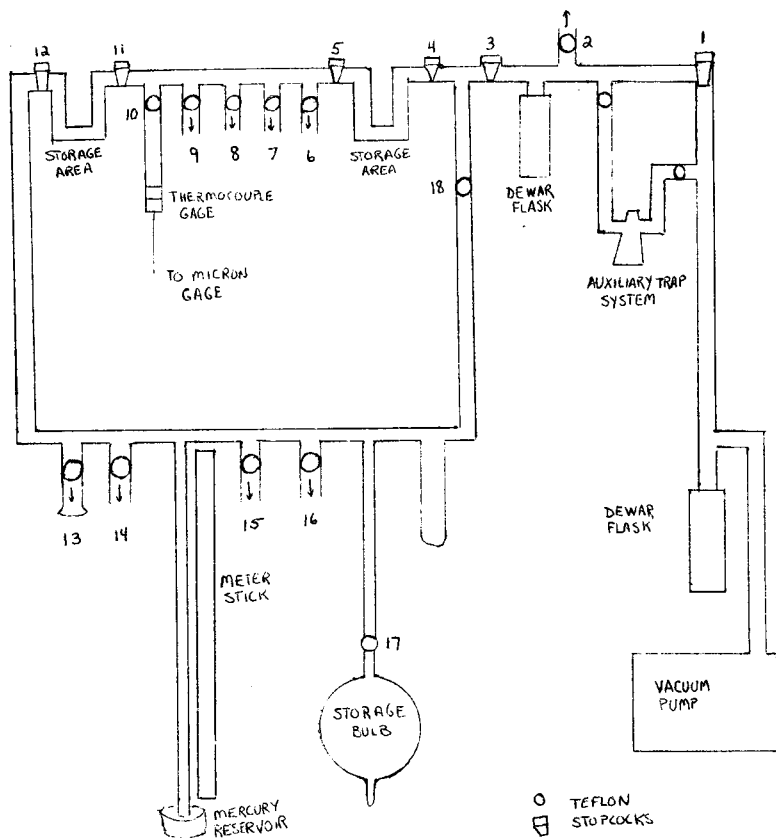 12
11
5
4
3
2
1
10
9
8
7
6
STORAGE
AREA
STORAGE
AREA
18
THERMOCOUPLE
GAGE
TO MICRON
GAGE
DEWAR
FLASK
AUXILIARY TRAP
SYSTEM
13
14
15
16
METER
STICK
DEWAR
FLASK
17
STORAGE
BULB
VACUUM
PUMP
MERCURY
RESERVOIR
TEFLON
STOPCOCKS